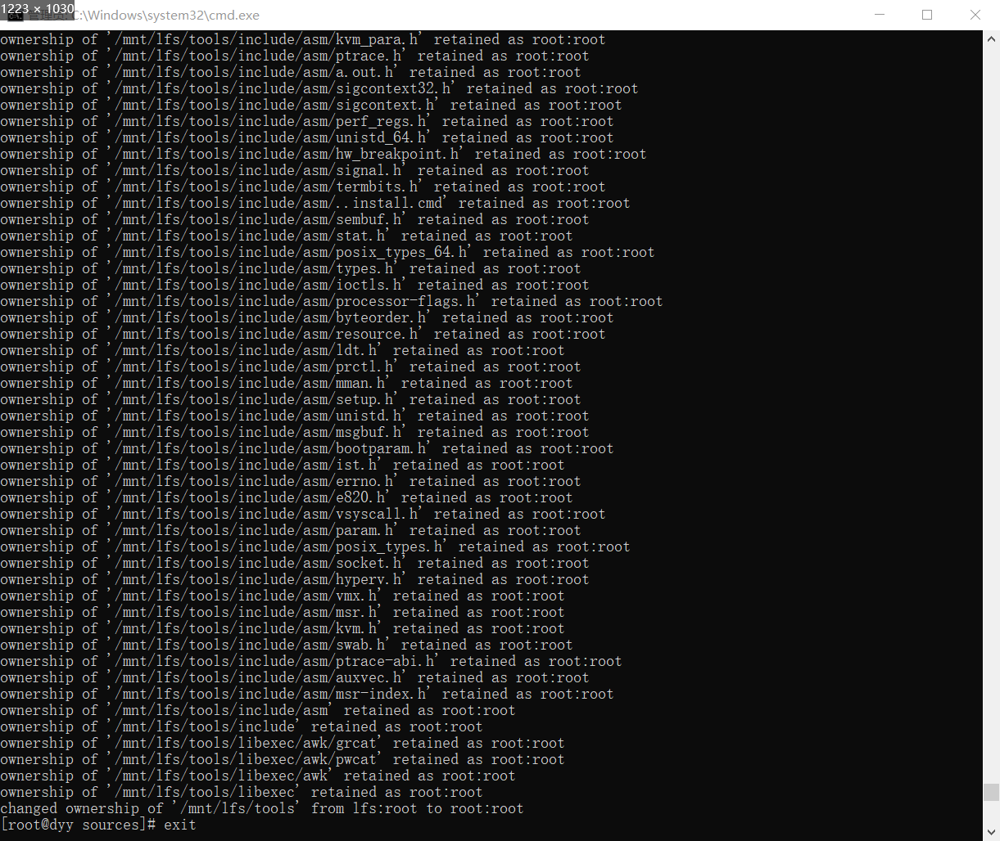 1223 × 1030
管理员: C:\Windows\system32\cmd.exe
ownership of '/mnt/lfs/tools/include/asm/kvm_para.h' retained as root:root
ownership of '/mnt/lfs/tools/include/asm/ptrace.h' retained as root:root
ownership of '/mnt/lfs/tools/include/asm/a.out.h' retained as root:root
ownership of '/mnt/lfs/tools/include/asm/sigcontext32.h' retained as root:root
ownership of '/mnt/lfs/tools/include/asm/sigcontext.h' retained as root:root
ownership of '/mnt/lfs/tools/include/asm/perf_regs.h' retained as root:root
ownership of '/mnt/lfs/tools/include/asm/unistd_64.h' retained as root:root
ownership of '/mnt/lfs/tools/include/asm/hw_breakpoint.h' retained as root:root
ownership of '/mnt/lfs/tools/include/asm/signal.h' retained as root:root
ownership of '/mnt/lfs/tools/include/asm/termbits.h' retained as root:root
ownership of '/mnt/lfs/tools/include/asm/..install.cmd' retained as root:root
ownership of '/mnt/lfs/tools/include/asm/sembuf.h' retained as root:root
ownership of '/mnt/lfs/tools/include/asm/stat.h' retained as root:root
ownership of '/mnt/lfs/tools/include/asm/posix_types_64.h' retained as root:root
ownership of '/mnt/lfs/tools/include/asm/types.h' retained as root:root
ownership of '/mnt/lfs/tools/include/asm/ioctls.h' retained as root:root
ownership of '/mnt/lfs/tools/include/asm/processor-flags.h' retained as root:root
ownership of '/mnt/lfs/tools/include/asm/byteorder.h' retained as root:root
ownership of '/mnt/lfs/tools/include/asm/resource.h' retained as root:root
ownership of '/mnt/lfs/tools/include/asm/ldt.h' retained as root:root
ownership of '/mnt/lfs/tools/include/asm/prctl.h' retained as root:root
ownership of '/mnt/lfs/tools/include/asm/mman.h' retained as root:root
ownership of '/mnt/lfs/tools/include/asm/setup.h' retained as root:root
ownership of '/mnt/lfs/tools/include/asm/unistd.h' retained as root:root
ownership of '/mnt/lfs/tools/include/asm/msgbuf.h' retained as root:root
ownership of '/mnt/lfs/tools/include/asm/bootparam.h' retained as root:root
ownership of '/mnt/lfs/tools/include/asm/ist.h' retained as root:root
ownership of '/mnt/lfs/tools/include/asm/errno.h' retained as root:root
ownership of '/mnt/lfs/tools/include/asm/e820.h' retained as root:root
ownership of '/mnt/lfs/tools/include/asm/vsyscall.h' retained as root:root
ownership of '/mnt/lfs/tools/include/asm/param.h' retained as root:root
ownership of '/mnt/lfs/tools/include/asm/posix_types.h' retained as root:root
ownership of '/mnt/lfs/tools/include/asm/socket.h' retained as root:root
ownership of '/mnt/lfs/tools/include/asm/hyperv.h' retained as root:root
ownership of '/mnt/lfs/tools/include/asm/vmx.h' retained as root:root
ownership of '/mnt/lfs/tools/include/asm/msr.h' retained as root:root
ownership of '/mnt/lfs/tools/include/asm/kvm.h' retained as root:root
ownership of '/mnt/lfs/tools/include/asm/swab.h' retained as root:root
ownership of '/mnt/lfs/tools/include/asm/ptrace-abi.h' retained as root:root
ownership of '/mnt/lfs/tools/include/asm/auxvec.h' retained as root:root
ownership of '/mnt/lfs/tools/include/asm/msr-index.h' retained as root:root
ownership of '/mnt/lfs/tools/include/asm' retained as root:root
ownership of '/mnt/lfs/tools/include' retained as root:root
ownership of '/mnt/lfs/tools/libexec/awk/grcat' retained as root:root
ownership of '/mnt/lfs/tools/libexec/awk/pwcat' retained as root:root
ownership of '/mnt/lfs/tools/libexec/awk' retained as root:root
ownership of '/mnt/lfs/tools/libexec' retained as root:root
changed ownership of '/mnt/lfs/tools' from lfs:root to root:root
[root@dyy sources]# exit